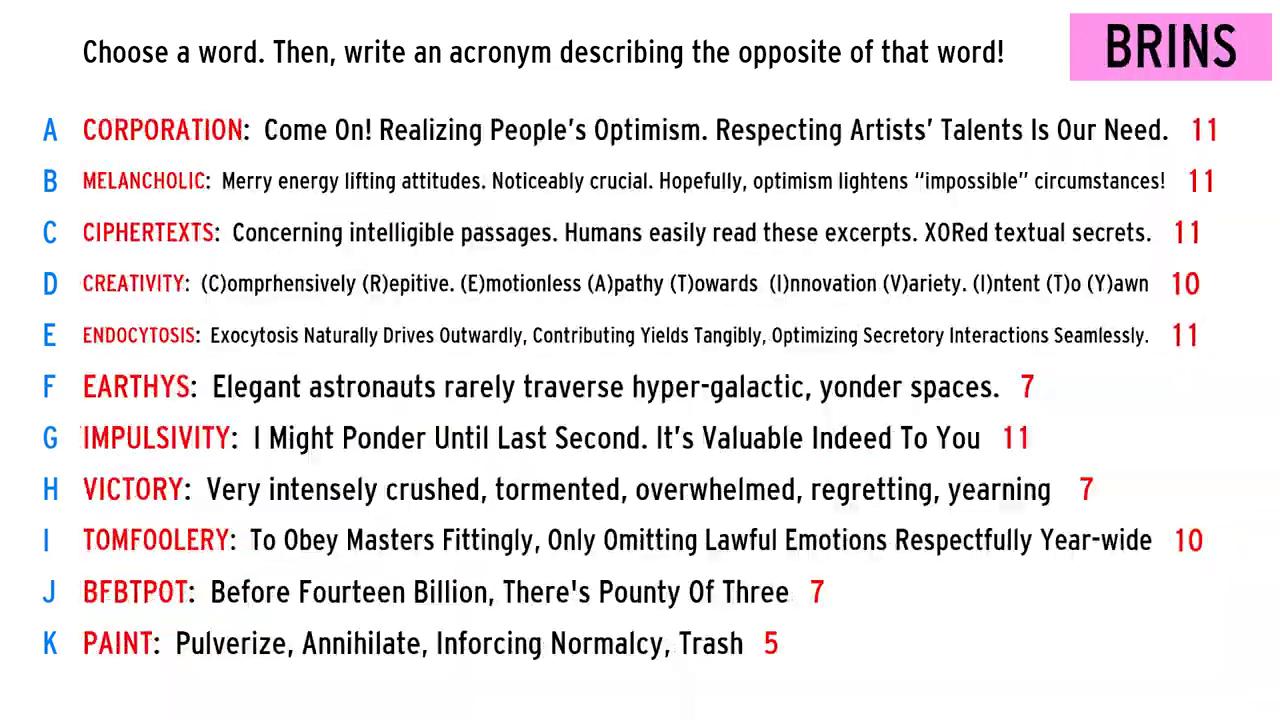 Choose a word. Then, write an acronym describing the opposite of that word!
BRINS
A CORPORATION: Come On! Realizing People's Optimism. Respecting Artists' Talents Is Our Need. 11
B MELANCHOLIC: Merry energy lifting attitudes. Noticeably crucial. Hopefully, optimism lightens “impossible” circumstances! 11
C CIPHERTEXTS: Concerning intelligible passages. Humans easily read these excerpts. XORed textual secrets. 11
D CREATIVITY: (C)omprhensively (R)epitive. (E)motionless (A)pathy (T)owards (I)nnovation (V)ariety. (I)ntent (T)o (Y)awn 10
E ENDOCYTOSIS: Exocytosis Naturally Drives Outwardly, Contributing Yields Tangibly, Optimizing Secretory Interactions Seamlessly. 11
F EARTHYS: Elegant astronauts rarely traverse hyper-galactic, yonder spaces. 7
G IMPULSIVITY: I Might Ponder Until Last Second. It's Valuable Indeed To You 11
H VICTORY: Very intensely crushed, tormented, overwhelmed, regretting, yearning 7
I TOMFOOLERY: To Obey Masters Fittingly, Only Omitting Lawful Emotions Respectfully Year-wide 10
J BFBTPOT: Before Fourteen Billion, There's Pounty Of Three 7
K PAINT: Pulverize, Annihilate, Inforcing Normalcy, Trash 5